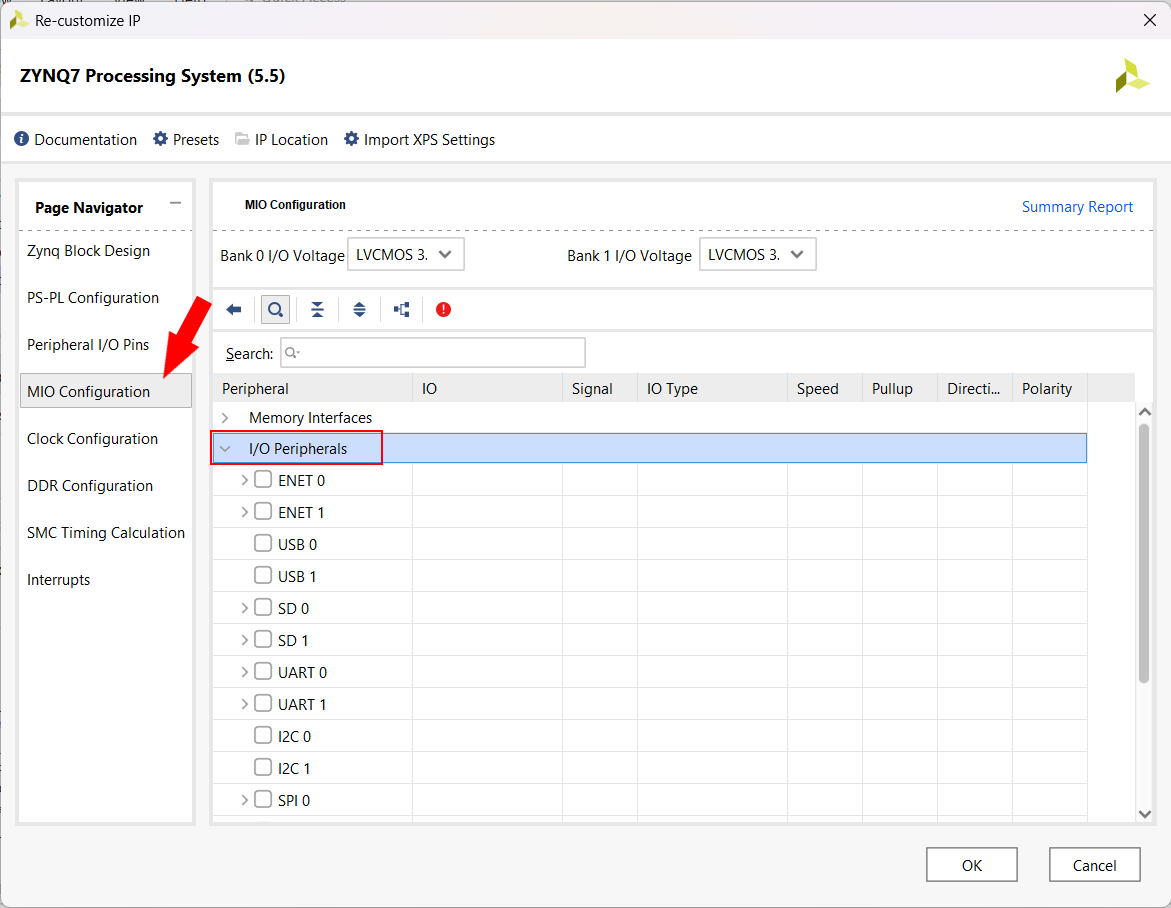 Re-customize IP
ZYNQ7 Processing System (5.5)
Documentation Presets IP Location Import XPS Settings
Page Navigator
Zynq Block Design
PS-PL Configuration
Peripheral I/O Pins
MIO Configuration
Clock Configuration
DDR Configuration
SMC Timing Calculation
Interrupts
MIO Configuration
Summary Report
Bank 0 I/O Voltage LVCMOS 3. Bank 1 I/O Voltage LVCMOS 3.
Search:
Peripheral IO Signal IO Type Speed Pullup Directi... Polarity
Memory Interfaces
I/O Peripherals
ENET 0
ENET 1
USB 0
USB 1
SD 0
SD 1
UART 0
UART 1
I2C 0
I2C 1
SPI 0
OK Cancel